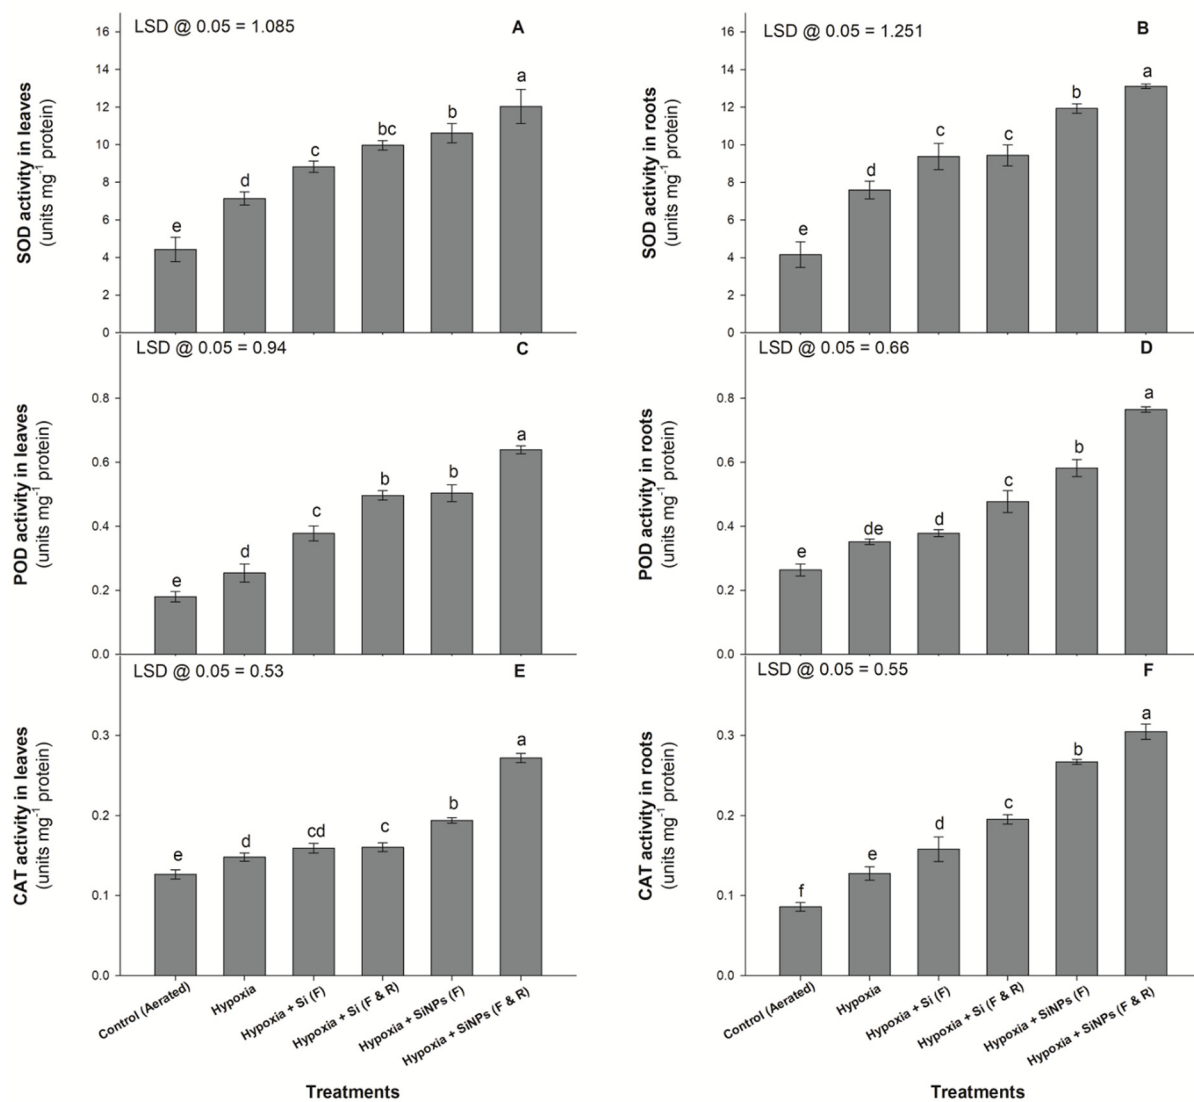 LSD @ 0.05 = 1.085
A
SOD activity in leaves
(units mg⁻¹ protein)
16
14
12
10
8
6
4
2
0
e
d
c
bc
b
a
LSD @ 0.05 = 1.251
B
SOD activity in roots
(units mg⁻¹ protein)
16
14
12
10
8
6
4
2
0
e
d
c
c
b
a
LSD @ 0.05 = 0.94
C
POD activity in leaves
(units mg⁻¹ protein)
0.8
0.6
0.4
0.2
0.0
e
d
c
b
b
a
LSD @ 0.05 = 0.66
D
POD activity in roots
(units mg⁻¹ protein)
0.8
0.6
0.4
0.2
0.0
e
de
d
c
b
a
LSD @ 0.05 = 0.53
E
CAT activity in leaves
(units mg⁻¹ protein)
0.3
0.2
0.1
0.0
e
d
cd
c
b
a
Control (Aerated)
Hypoxia
Hypoxia + Si (F)
Hypoxia + Si (F & R)
Hypoxia + SiNPs (F)
Hypoxia + SiNPs (F & R)
Treatments
LSD @ 0.05 = 0.55
F
CAT activity in roots
(units mg⁻¹ protein)
0.3
0.2
0.1
0.0
f
e
d
c
b
a
Control (Aerated)
Hypoxia
Hypoxia + Si (F)
Hypoxia + Si (F & R)
Hypoxia + SiNPs (F)
Hypoxia + SiNPs (F & R)
Treatments